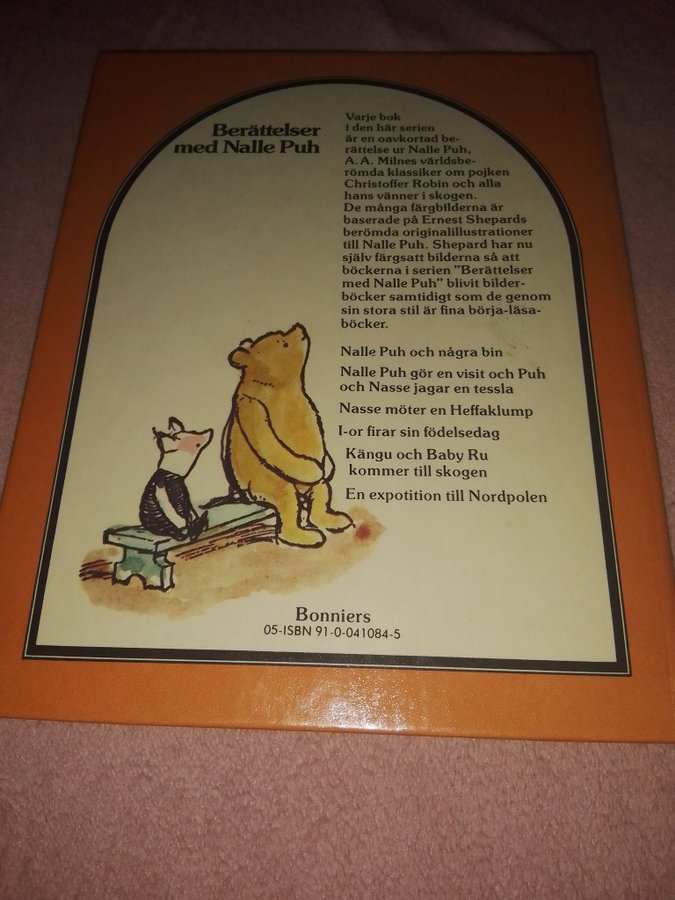 Berättelser
med Nalle Puh
Varje bok
i den här serien
är en oavkortad be-
rättelse ur Nalle Puh,
A. A. Milnes världsbe-
römda klassiker om pojken
Christoffer Robin och alla
hans vänner i skogen.
De många färgbilderna är
baserade på Ernest Shepards
berömda originalillustrationer
till Nalle Puh. Shepard har nu
själv färgsatt bilderna så att
böckerna i serien "Berättelser
med Nalle Puh" blivit bilder-
böcker samtidigt som de genom
sin stora stil är fina börja-läsa-
böcker.
Nalle Puh och några bin
Nalle Puh gör en visit och Puh
och Nasse jagar en tessla
Nasse möter en Heffaklump
I-or firar sin födelsedag
Kängu och Baby Ru
kommer till skogen
En expotition till Nordpolen
Bonniers
05-ISBN 91-0-041084-5